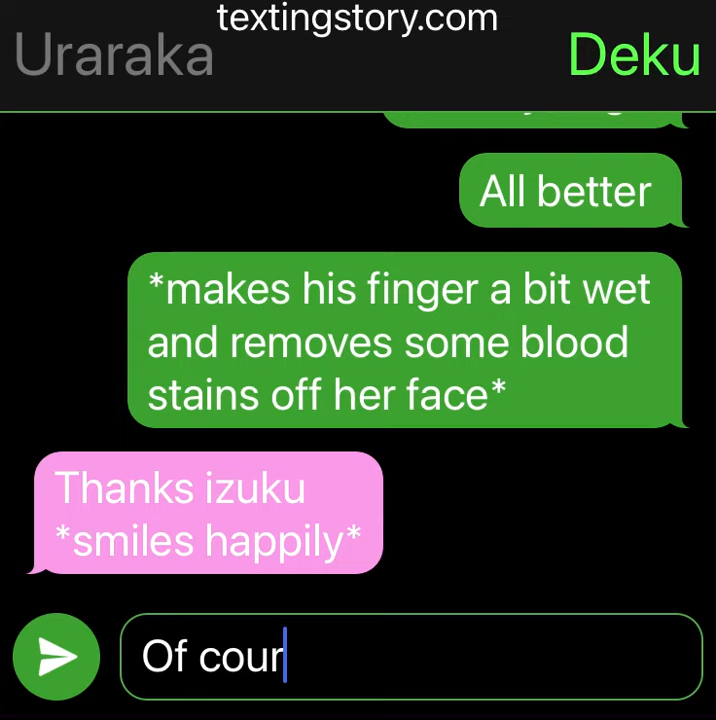 textingstory.com
Uraraka
Deku
All better
*makes his finger a bit wet
and removes some blood
stains off her face*
Thanks izuku
*smiles happily*
Of cour